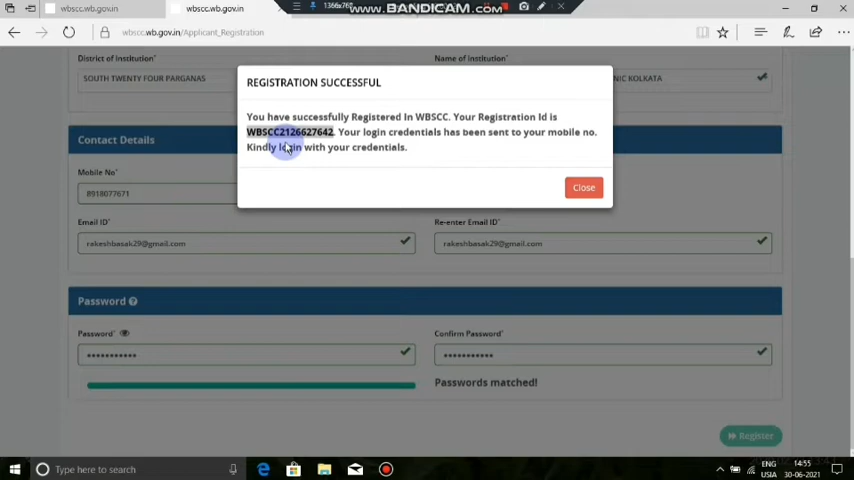 wbscc.wb.gov.in
wbscc.wb.gov.in
1366x76
www.BANDICAM.com
wbscc.wb.gov.in/Applicant_Registration
District of Institution
Name of Institution
SOUTH TWENTY FOUR PARGANAS
NIC KOLKATA
REGISTRATION SUCCESSFUL
You have successfully Registered In WBSCC. Your Registration Id is
WBSCC2126627642. Your login credentials has been sent to your mobile no.
Kindly login with your credentials.
Close
Contact Details
Mobile No*
8918077671
Email ID*
Re-enter Email ID*
rakeshbasak29@gmail.com
rakeshbasak29@gmail.com
Password
Password*
Confirm Password*
Passwords matched!
Register
Type here to search
ENG
USIA
14:55
30-06-2021